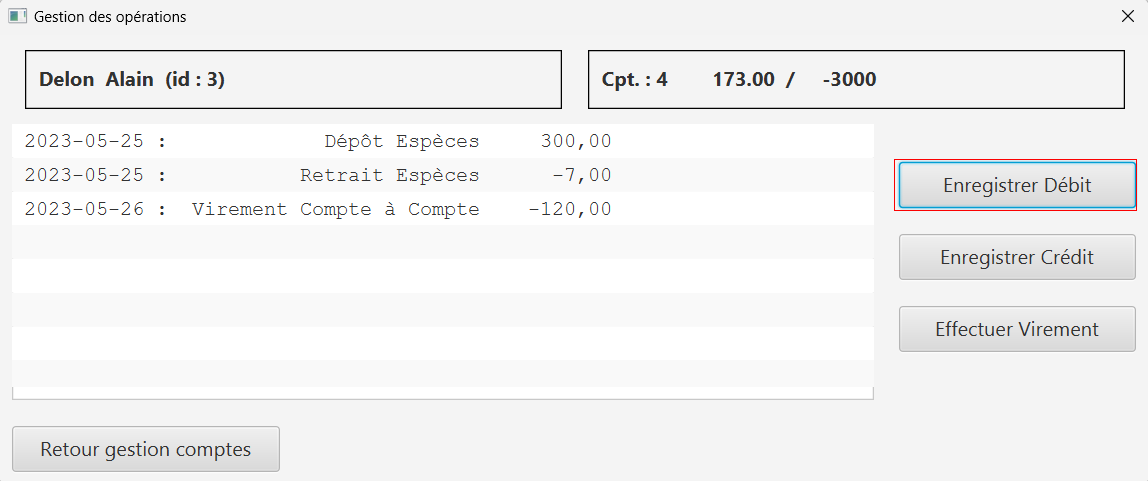 Gestion des opérations
Delon Alain (id : 3)
Cpt. : 4 173.00 / -3000
2023-05-25 : Dépôt Espèces 300,00
2023-05-25 : Retrait Espèces -7,00
2023-05-26 : Virement Compte à Compte -120,00
Enregistrer Débit
Enregistrer Crédit
Effectuer Virement
Retour gestion comptes